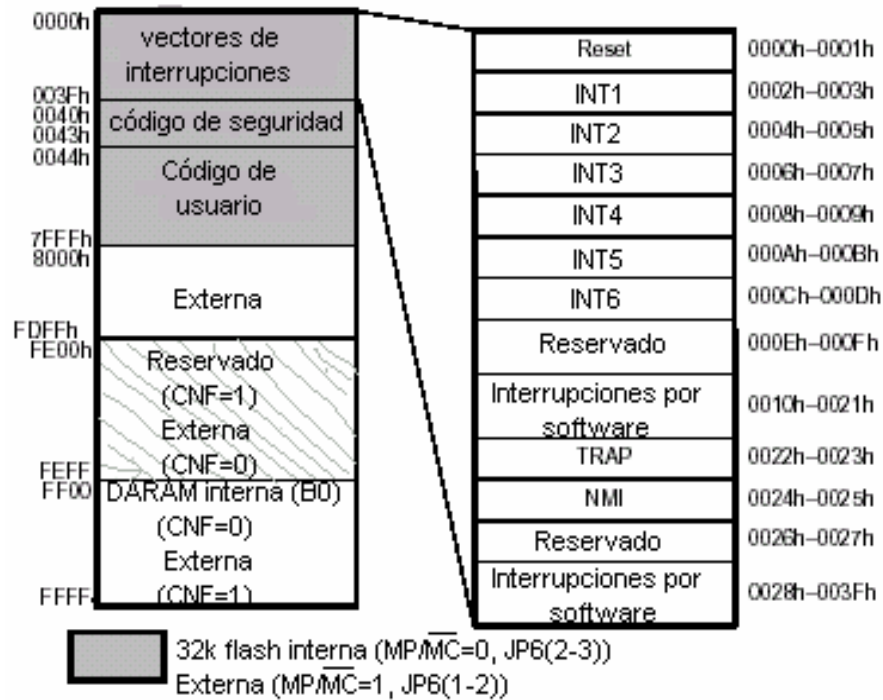 0000h
vectores de
interrupciones
003Fh
0040h
0043h
código de seguridad
0044h
Código de
usuario
7FFFh
8000h
Externa
FDFFh
FE00h
Reservado
(CNF=1)
Externa
(CNF=0)
FEFF
FF00
DARAM interna (B0)
(CNF=0)
Externa
(CNF=1)
FFFF
Reset 0000h–0001h
INT1 0002h–0003h
INT2 0004h–0005h
INT3 0006h–0007h
INT4 0008h–0009h
INT5 000Ah–000Bh
INT6 000Ch–000Dh
Reservado 000Eh–000Fh
Interrupciones por
software
0010h–0021h
TRAP 0022h–0023h
NMI 0024h–0025h
Reservado 0026h–0027h
Interrupciones por
software
0028h–003Fh
32k flash interna (MP/MC=0, JP6(2-3))
Externa (MP/MC=1, JP6(1-2))